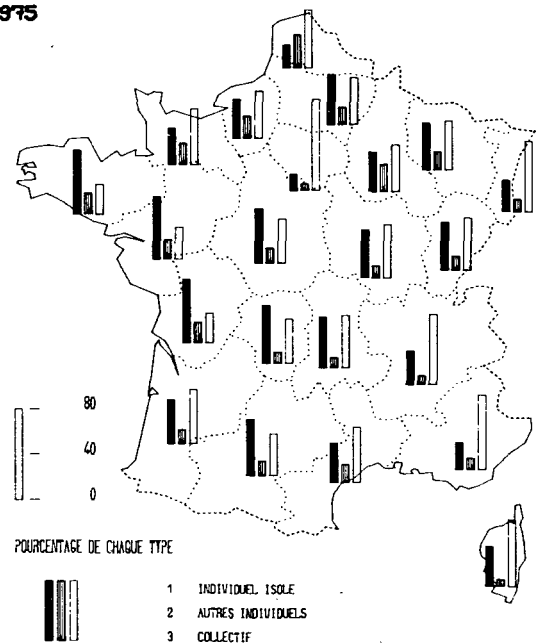 975
80
40
0
POURCENTAGE DE CHAQUE TYPE
1 INDIVIDUEL ISOLE
2 AUTRES INDIVIDUELS
3 COLLECTIF